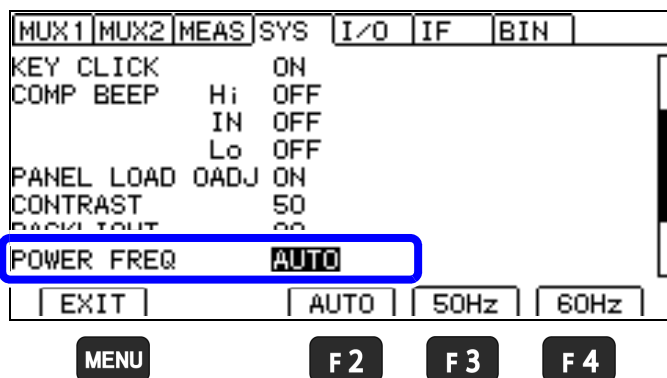 MUX1 MUX2 MEAS SYS I/O IF BIN
KEY CLICK ON
COMP BEEP Hi OFF
IN OFF
Lo OFF
PANEL LOAD 0ADJ ON
CONTRAST 50
POWER FREQ AUTO
EXIT AUTO 50Hz 60Hz
MENU F2 F3 F4